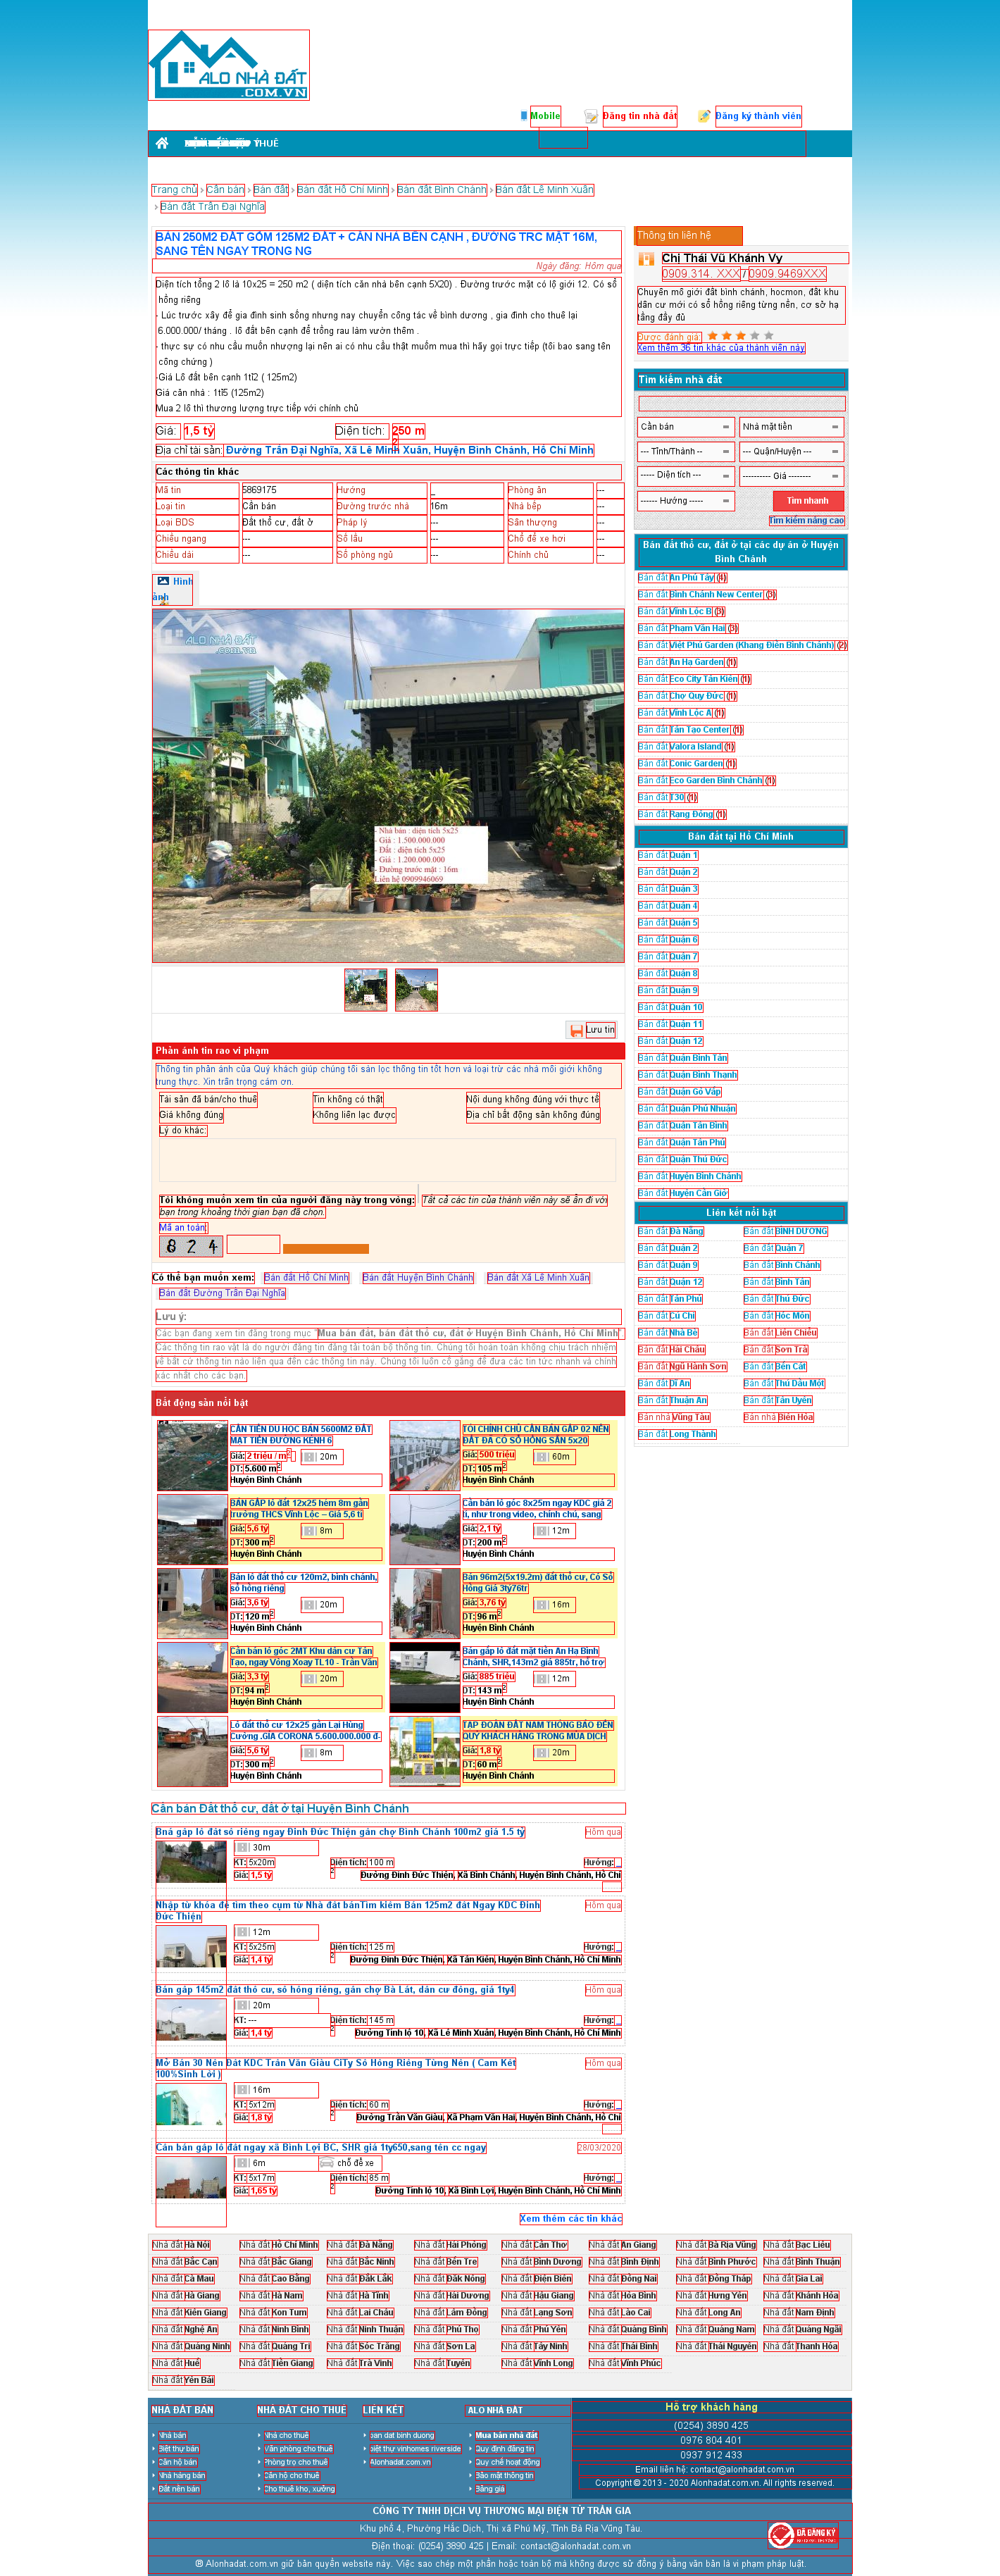 ALO NHÀ ĐẤT
.COM.VN
Mobile
Đăng tin nhà đất
Đăng ký thành viên
Trang chủ
Cần bán
Bán đất
Bán đất Hồ Chí Minh
Bán đất Bình Chánh
Bán đất Lê Minh Xuân
Bán đất Trần Đại Nghĩa
BÁN 250M2 ĐẤT GỒM 125M2 ĐẤT + CĂN NHÀ BÊN CẠNH , ĐƯỜNG TRC MẶT 16M,
SANG TÊN NGAY TRONG NG
Ngày đăng: Hôm qua
Diện tích tổng 2 lô là 10x25 = 250 m2 ( diện tích căn nhà bên cạnh 5X20) . Đường trước mặt có lộ giới 12. Có sổ
hồng riêng
- Lúc trước xây để gia đình sinh sống nhưng nay chuyển công tác về bình dương , gia đình cho thuê lại
6.000.000/ tháng . lô đất bên cạnh để trống rau làm vườn thêm .
- thực sự có nhu cầu muốn nhượng lại nên ai có nhu cầu thật muốn mua thì hãy gọi trực tiếp (tôi bao sang tên
công chứng )
-Giá Lô đất bên cạnh 1tỉ2 ( 125m2)
Giá căn nhà : 1tỉ5 (125m2)
Mua 2 lô thì thương lượng trực tiếp với chính chủ
Giá: 1,5 tỷ
Diện tích: 250 m2
Địa chỉ tài sản: Đường Trần Đại Nghĩa, Xã Lê Minh Xuân, Huyện Bình Chánh, Hồ Chí Minh
Các thông tin khác
Mã tin 5869175 Hướng _ Phòng ăn ---
Loại tin Cần bán Đường trước nhà 16m Nhà bếp ---
Loại BDS Đất thổ cư, đất ở Pháp lý --- Sân thượng ---
Chiều ngang --- Số lầu --- Chổ để xe hơi ---
Chiều dài --- Số phòng ngủ --- Chính chủ ---
Hình
ảnh
- Nhà bán : diện tích 5x25
- Giá : 1.500.000.000
- Đất : diện tích 5x25
- Giá : 1.200.000.000
- Đường trước mặt : 16m
Liên hệ 0909946069
Lưu tin
Phản ánh tin rao vi phạm
Thông tin phản ánh của Quý khách giúp chúng tôi sàn lọc thông tin tốt hơn và loại trừ các nhà môi giới không
trung thực. Xin trân trọng cám ơn.
Tài sản đã bán/cho thuê
Tin không có thật
Nội dung không đúng với thực tế
Giá không đúng
Không liên lạc được
Địa chỉ bất động sản không đúng
Lý do khác:
Tôi không muốn xem tin của người đăng này trong vòng: Tất cả các tin của thành viên này sẽ ẩn đi với
bạn trong khoảng thời gian bạn đã chọn.
Mã an toàn:
8 2 4
Có thể bạn muốn xem: Bán đất Hồ Chí Minh Bán đất Huyện Bình Chánh Bán đất Xã Lê Minh Xuân
Bán đất Đường Trần Đại Nghĩa
Lưu ý:
Các bạn đang xem tin đăng trong mục "Mua bán đất, bán đất thổ cư, đất ở Huyện Bình Chánh, Hồ Chí Minh
Các thông tin rao vặt là do người đăng tin đăng tải toàn bộ thông tin. Chúng tôi hoàn toàn không chịu trách nhiệm
về bất cứ thông tin nào liên qua đến các thông tin này. Chúng tôi luôn cố gắng để đưa các tin tức nhanh và chính
xác nhất cho các bạn.
Bất động sản nổi bật
CẦN TIỀN DU HỌC BÁN 5600M2 ĐẤT
MẶT TIỀN ĐƯỜNG KÊNH 6
Giá: 2 triệu / m2
20m
DT: 5.600 m2
Huyện Bình Chánh
TÔI CHÍNH CHỦ CẦN BÁN GẤP 02 NỀN
ĐẤT ĐÃ CÓ SỔ HỒNG SẴN 5x20
Giá: 500 triệu
60m
DT: 105 m2
Huyện Bình Chánh
BÁN GẤP lô đất 12x25 hẻm 8m gần
trường THCS Vĩnh Lộc – Giá 5,6 tỉ
Giá: 5,6 tỷ
8m
DT: 300 m2
Huyện Bình Chánh
Cần bán lô góc 8x25m ngay KDC giá 2
tỉ, như trong video, chính chủ, sang
Giá: 2,1 tỷ
12m
DT: 200 m2
Huyện Bình Chánh
Bán lô đất thổ cư 120m2, bình chánh,
sổ hồng riêng
Giá: 3,6 tỷ
20m
DT: 120 m2
Huyện Bình Chánh
Bán 96m2(5x19.2m) đất thổ cư, Có Sổ
Hồng Giá 3tỷ76tr
Giá: 3,76 tỷ
16m
DT: 96 m2
Huyện Bình Chánh
Cần bán lô góc 2MT Khu dân cư Tân
Tạo, ngay Vòng Xoay TL10 - Trần Văn
Giá: 3,3 tỷ
20m
DT: 94 m2
Huyện Bình Chánh
Bán gấp lô đất mặt tiền An Hạ Bình
Chánh, SHR,143m2 giá 885tr, hỗ trợ
Giá: 885 triệu
12m
DT: 143 m2
Huyện Bình Chánh
Lô đất thổ cư 12x25 gần Lại Hùng
Cường .GIÁ CORONA 5.600.000.000 đ-
Giá: 5,6 tỷ
8m
DT: 300 m2
Huyện Bình Chánh
TẬP ĐOÀN ĐẤT NAM THÔNG BÁO ĐẾN
QUÝ KHÁCH HÀNG TRONG MÙA DỊCH
Giá: 1,8 tỷ
20m
DT: 60 m2
Huyện Bình Chánh
Cần bán Đất thổ cư, đất ở tại Huyện Bình Chánh
Bná gấp lô đất sổ riêng ngay Đinh Đức Thiện gần chợ Bình Chánh 100m2 giá 1.5 tỷ
Hôm qua
30m
KT: 5x20m Diện tích: 100 m2 Hướng: _
Giá: 1,5 tỷ Đường Đinh Đức Thiện, Xã Bình Chánh, Huyện Bình Chánh, Hồ Chí
Nhập từ khóa để tìm theo cụm từ Nhà đất bánTìm kiếm Bán 125m2 đất Ngay KDC Đinh
Đức Thiện
Hôm qua
12m
KT: 5x25m Diện tích: 125 m2 Hướng: _
Giá: 1,4 tỷ Đường Đinh Đức Thiện, Xã Tân Kiên, Huyện Bình Chánh, Hồ Chí Minh
Bán gấp 145m2 đất thổ cư, sổ hồng riêng, gần chợ Bà Lát, dân cư đông, giá 1tỷ4
Hôm qua
20m
KT: --- Diện tích: 145 m2 Hướng: _
Giá: 1,4 tỷ Đường Tỉnh lộ 10, Xã Lê Minh Xuân, Huyện Bình Chánh, Hồ Chí Minh
Mở Bán 30 Nền Đất KDC Trần Văn Giàu CiTy Sổ Hồng Riêng Từng Nền ( Cam Kết
100%Sinh Lời )
Hôm qua
16m
KT: 5x12m Diện tích: 60 m2 Hướng: _
Giá: 1,8 tỷ Đường Trần Văn Giàu, Xã Phạm Văn Hai, Huyện Bình Chánh, Hồ Chí
Cần bán gấp lô đất ngay xã Bình Lợi BC, SHR giá 1tỷ650,sang tên cc ngay
28/03/2020
6m chổ để xe
KT: 5x17m Diện tích: 85 m2 Hướng: _
Giá: 1,65 tỷ Đường Tỉnh lộ 10, Xã Bình Lợi, Huyện Bình Chánh, Hồ Chí Minh
Xem thêm các tin khác
Thông tin liên hệ
Chị Thái Vũ Khánh Vy
0909.314. XXX / 0909.9469XXX
Chuyên mô giới đất bình chánh, hocmon, đất khu
dân cư mới có sổ hồng riêng từng nền, cơ sở hạ
tầng đầy đủ
Được đánh giá:
Xem thêm 36 tin khác của thành viên này
Tìm kiếm nhà đất
Cần bán
Nhà mặt tiền
--- Tỉnh/Thành --
--- Quận/Huyện ---
----- Diện tích ---
---------- Giá --------
------ Hướng -----
Tìm nhanh
Tìm kiếm nâng cao
Bán đất thổ cư, đất ở tại các dự án ở Huyện
Bình Chánh
Bán đất An Phú Tây (4)
Bán đất Bình Chánh New Center (3)
Bán đất Vĩnh Lộc B (3)
Bán đất Phạm Văn Hai (3)
Bán đất Việt Phú Garden (Khang Điền Bình Chánh) (2)
Bán đất An Hạ Garden (1)
Bán đất Eco City Tân Kiên (1)
Bán đất Chợ Quy Đức (1)
Bán đất Vĩnh Lộc A (1)
Bán đất Tân Tạo Center (1)
Bán đất Valora Island (1)
Bán đất Conic Garden (1)
Bán đất Eco Garden Bình Chánh (1)
Bán đất T30 (1)
Bán đất Rạng Đông (1)
Bán đất tại Hồ Chí Minh
Bán đất Quận 1
Bán đất Quận 2
Bán đất Quận 3
Bán đất Quận 4
Bán đất Quận 5
Bán đất Quận 6
Bán đất Quận 7
Bán đất Quận 8
Bán đất Quận 9
Bán đất Quận 10
Bán đất Quận 11
Bán đất Quận 12
Bán đất Quận Bình Tân
Bán đất Quận Bình Thạnh
Bán đất Quận Gò Vấp
Bán đất Quận Phú Nhuận
Bán đất Quận Tân Bình
Bán đất Quận Tân Phú
Bán đất Quận Thủ Đức
Bán đất Huyện Bình Chánh
Bán đất Huyện Cần Giờ
Liên kết nổi bật
Bán đất Đà Nẵng Bán đất BÌNH DƯƠNG
Bán đất Quận 2 Bán đất Quận 7
Bán đất Quận 9 Bán đất Bình Chánh
Bán đất Quận 12 Bán đất Bình Tân
Bán đất Tân Phú Bán đất Thủ Đức
Bán đất Củ Chi Bán đất Hóc Môn
Bán đất Nhà Bè Bán đất Liên Chiểu
Bán đất Hải Châu Bán đất Sơn Trà
Bán đất Ngũ Hành Sơn Bán đất Bến Cát
Bán đất Dĩ An Bán đất Thủ Dầu Một
Bán đất Thuận An Bán đất Tân Uyên
Bán nhà Vũng Tàu Bán nhà Biên Hòa
Bán đất Long Thành
Nhà đất Hà Nội Nhà đất Hồ Chí Minh Nhà đất Đà Nẵng Nhà đất Hải Phòng Nhà đất Cần Thơ Nhà đất An Giang Nhà đất Bà Rịa Vũng Nhà đất Bạc Liêu
Nhà đất Bắc Cạn Nhà đất Bắc Giang Nhà đất Bắc Ninh Nhà đất Bến Tre Nhà đất Bình Dương Nhà đất Bình Định Nhà đất Bình Phước Nhà đất Bình Thuận
Nhà đất Cà Mau Nhà đất Cao Bằng Nhà đất Đắk Lắk Nhà đất Đăk Nông Nhà đất Điện Biên Nhà đất Đồng Nai Nhà đất Đồng Tháp Nhà đất Gia Lai
Nhà đất Hà Giang Nhà đất Hà Nam Nhà đất Hà Tĩnh Nhà đất Hải Dương Nhà đất Hậu Giang Nhà đất Hòa Bình Nhà đất Hưng Yên Nhà đất Khánh Hòa
Nhà đất Kiên Giang Nhà đất Kon Tum Nhà đất Lai Châu Nhà đất Lâm Đồng Nhà đất Lạng Sơn Nhà đất Lào Cai Nhà đất Long An Nhà đất Nam Định
Nhà đất Nghệ An Nhà đất Ninh Bình Nhà đất Ninh Thuận Nhà đất Phú Thọ Nhà đất Phú Yên Nhà đất Quảng Bình Nhà đất Quảng Nam Nhà đất Quảng Ngãi
Nhà đất Quảng Ninh Nhà đất Quảng Trị Nhà đất Sóc Trăng Nhà đất Sơn La Nhà đất Tây Ninh Nhà đất Thái Bình Nhà đất Thái Nguyên Nhà đất Thanh Hóa
Nhà đất Huế Nhà đất Tiền Giang Nhà đất Trà Vinh Nhà đất Tuyên Nhà đất Vĩnh Long Nhà đất Vĩnh Phúc
Nhà đất Yên Bái
NHÀ ĐẤT BÁN
Nhà bán
Biệt thự bán
Căn hộ bán
Nhà hàng bán
Đất nền bán
NHÀ ĐẤT CHO THUÊ
Nhà cho thuê
Văn phòng cho thuê
Phòng trọ cho thuê
Căn hộ cho thuê
Cho thuê kho, xưởng
LIÊN KẾT
ban dat binh duong
biệt thự vinhomes riverside
Alonhadat.com.vn
ALO NHÀ ĐẤT
Mua bán nhà đất
Quy định đăng tin
Quy chế hoạt động
Bảo mật thông tin
Bảng giá
Hỗ trợ khách hàng
(0254) 3890 425
0976 804 401
0937 912 433
Email liên hệ: contact@alonhadat.com.vn
Copyright © 2013 - 2020 Alonhadat.com.vn. All rights reserved.
CÔNG TY TNHH DỊCH VỤ THƯƠNG MẠI ĐIỆN TỬ TRẦN GIA
Khu phố 4, Phường Hắc Dịch, Thị xã Phú Mỹ, Tỉnh Bà Rịa Vũng Tàu.
Điện thoại: (0254) 3890 425 | Email: contact@alonhadat.com.vn
ĐÃ ĐĂNG KÝ
® Alonhadat.com.vn giữ bản quyền website này. Việc sao chép một phần hoặc toàn bộ mà không được sử đồng ý bằng văn bản là vi phạm pháp luật.